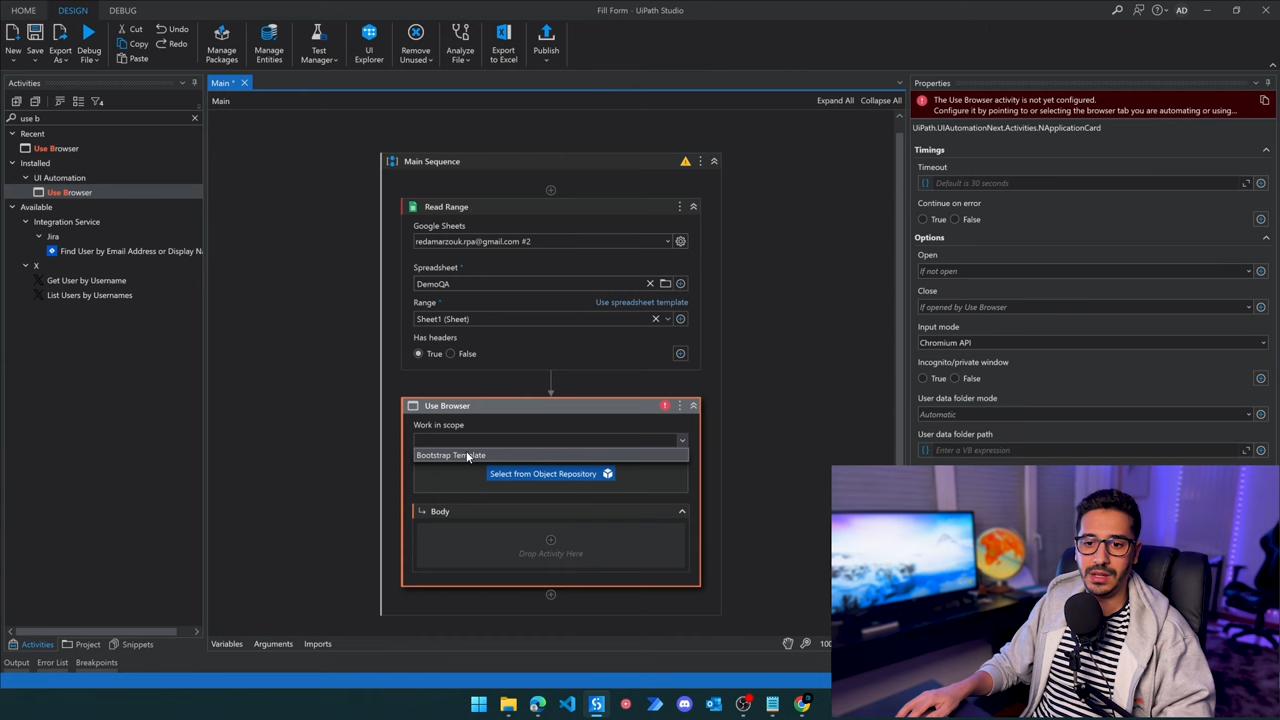 HOME
DESIGN
DEBUG
Fill Form - UiPath Studio
AD
New
Save
Export As
Debug File
Cut
Copy
Paste
Undo
Redo
Manage Packages
Manage Entities
Test Manager
UI Explorer
Remove Unused
Analyze File
Export to Excel
Publish
Activities
use b
Recent
Use Browser
Installed
UI Automation
Use Browser
Available
Integration Service
Jira
Find User by Email Address or Display Na
X
Get User by Username
List Users by Usernames
Activities
Project
Snippets
Output
Error List
Breakpoints
Main *
Main
Expand All
Collapse All
Main Sequence
Read Range
Google Sheets
redamarzouk.rpa@gmail.com #2
Spreadsheet *
DemoQA
Range *
Use spreadsheet template
Sheet1 (Sheet)
Has headers
True
False
Use Browser
Work in scope
Bootstrap Template
Select from Object Repository
Body
Drop Activity Here
Variables
Arguments
Imports
100
Properties
The Use Browser activity is not yet configured.
Configure it by pointing to or selecting the browser tab you are automating or using...
UiPath.UIAutomationNext.Activities.NApplicationCard
Timings
Timeout
Default is 30 seconds
Continue on error
True
False
Options
Open
If not open
Close
If opened by Use Browser
Input mode
Chromium API
Incognito/private window
True
False
User data folder mode
Automatic
User data folder path
Enter a VB expression